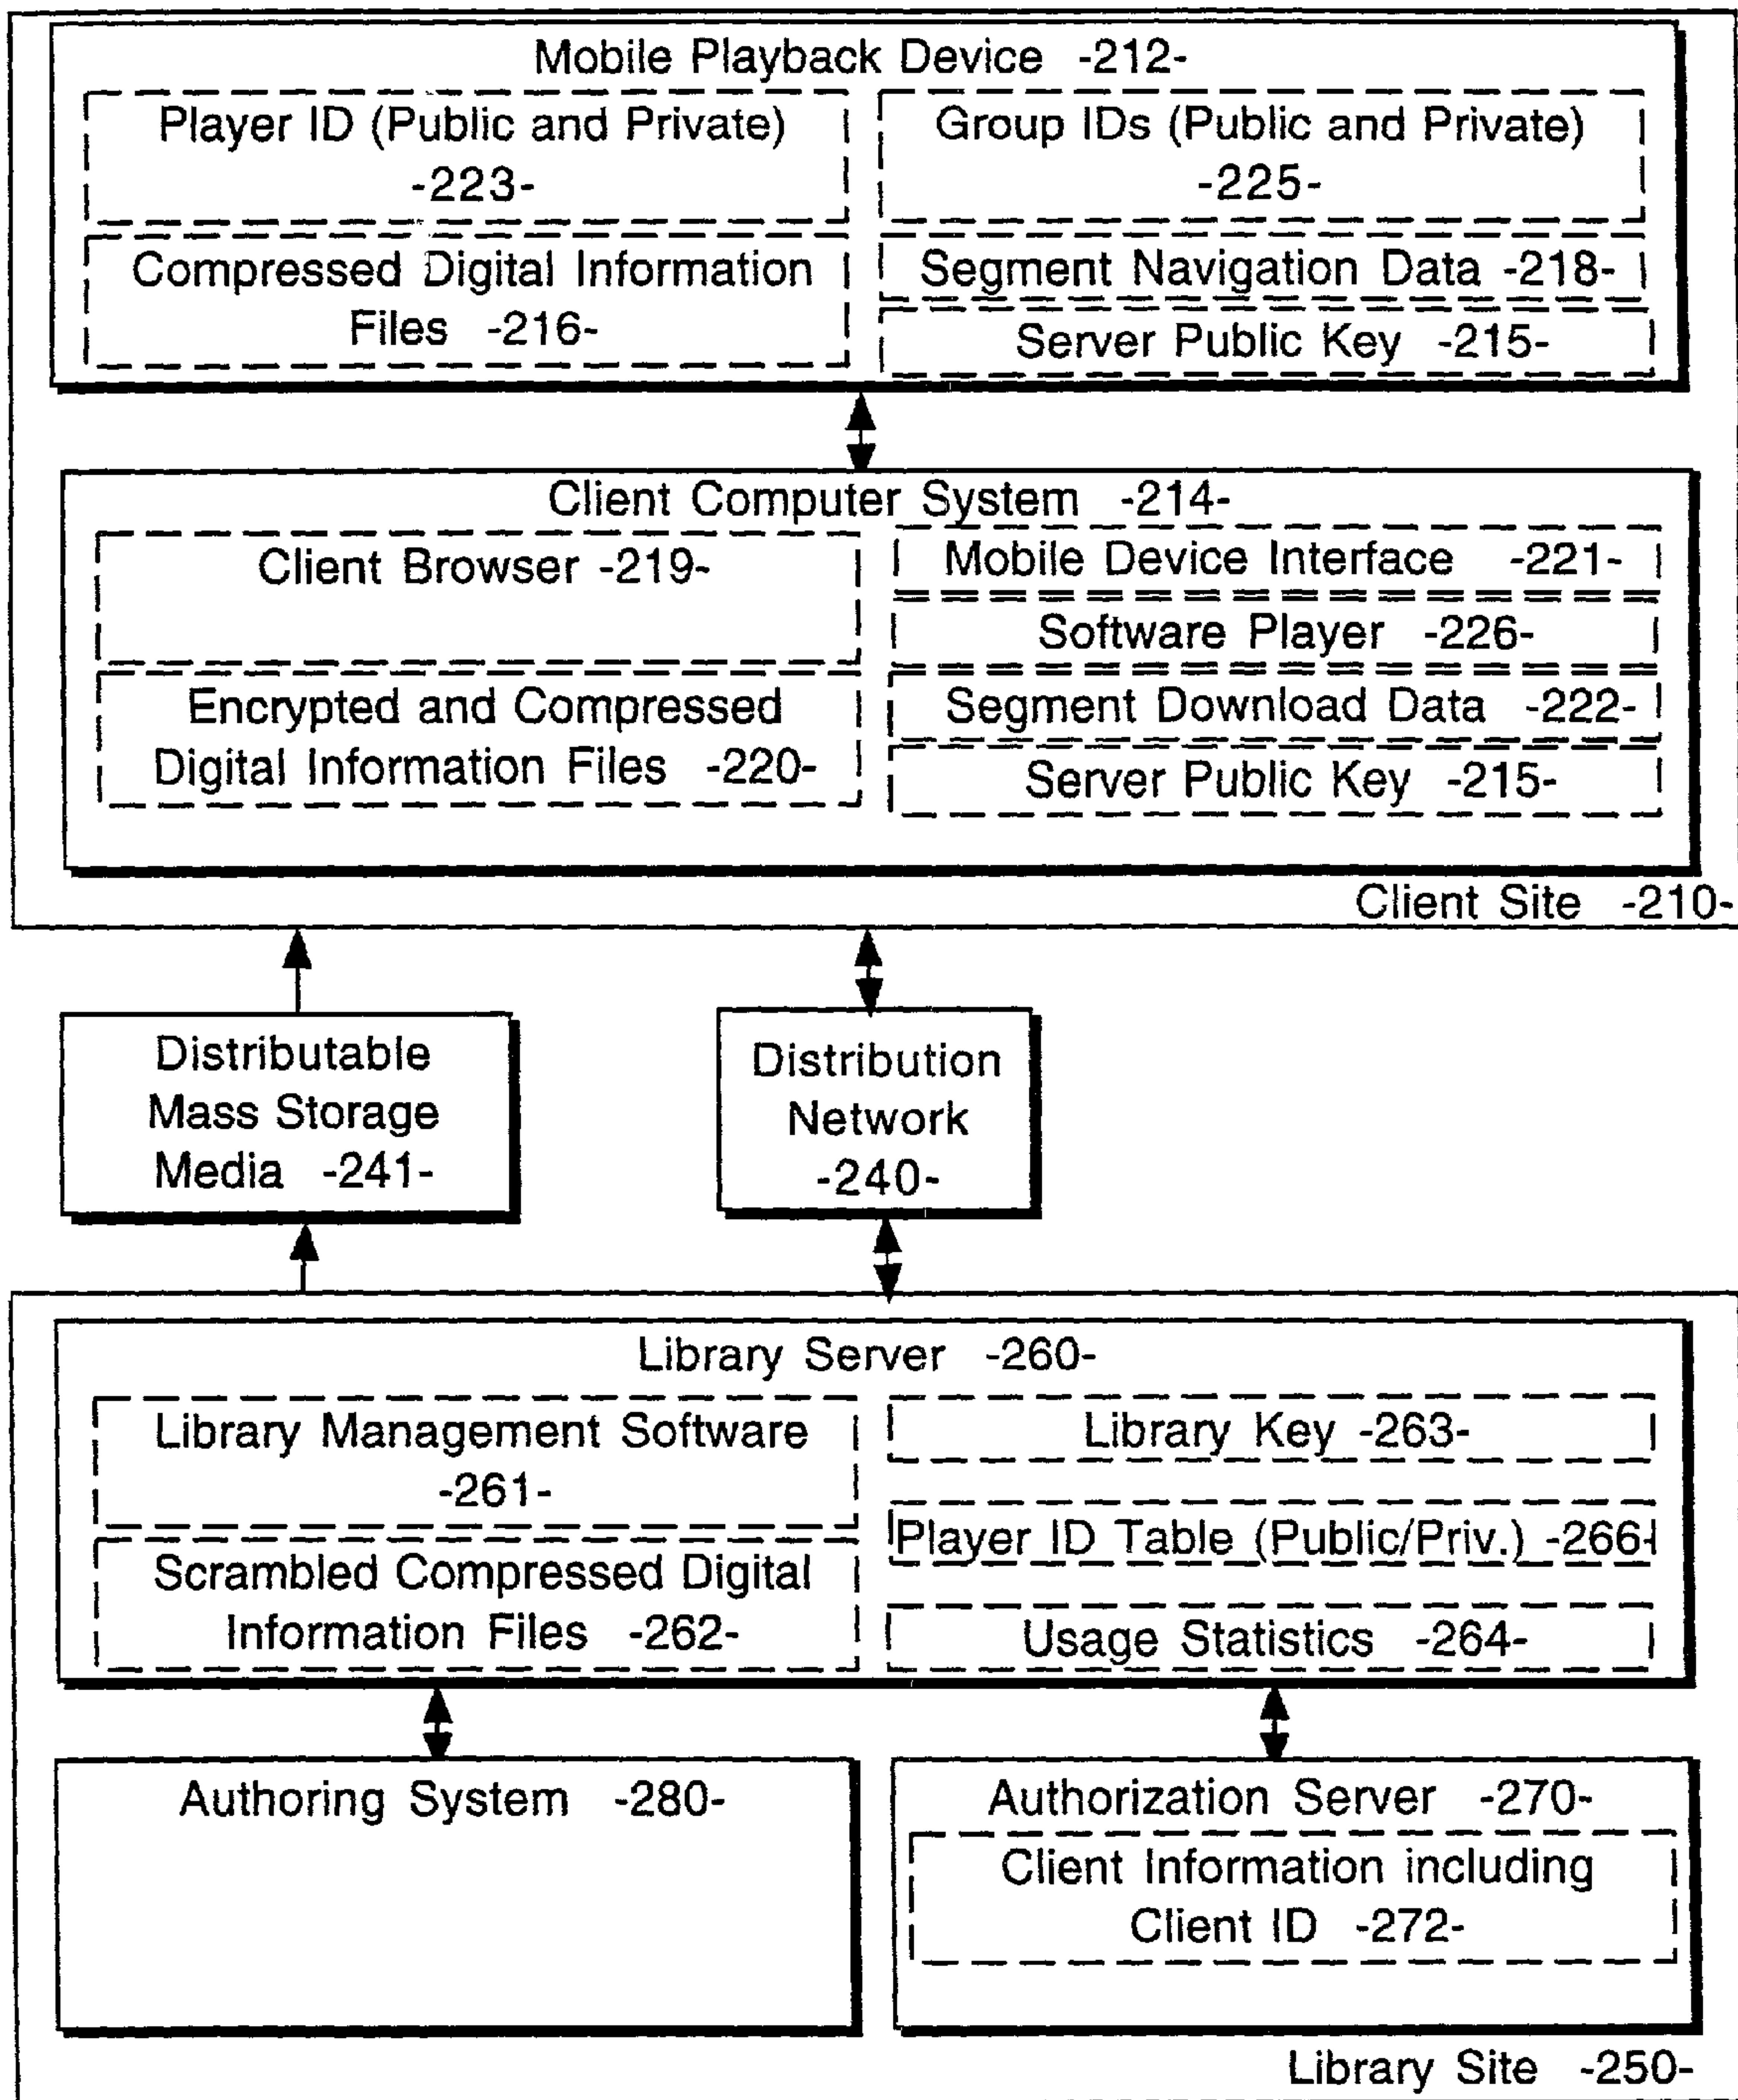 Mobile Playback Device -212-
Player ID (Public and Private)
-223-
Group IDs (Public and Private)
-225-
Compressed Digital Information
Files -216-
Segment Navigation Data -218-
Server Public Key -215-
Client Computer System -214-
Client Browser -219-
Mobile Device Interface -221-
Software Player -226-
Encrypted and Compressed
Digital Information Files -220-
Segment Download Data -222-
Server Public Key -215-
Client Site -210-
Distributable
Mass Storage
Media -241-
Distribution
Network
-240-
Library Server -260-
Library Management Software
-261-
Library Key -263-
Player ID Table (Public/Priv.) -266-
Scrambled Compressed Digital
Information Files -262-
Usage Statistics -264-
Authoring System -280-
Authorization Server -270-
Client Information including
Client ID -272-
Library Site -250-